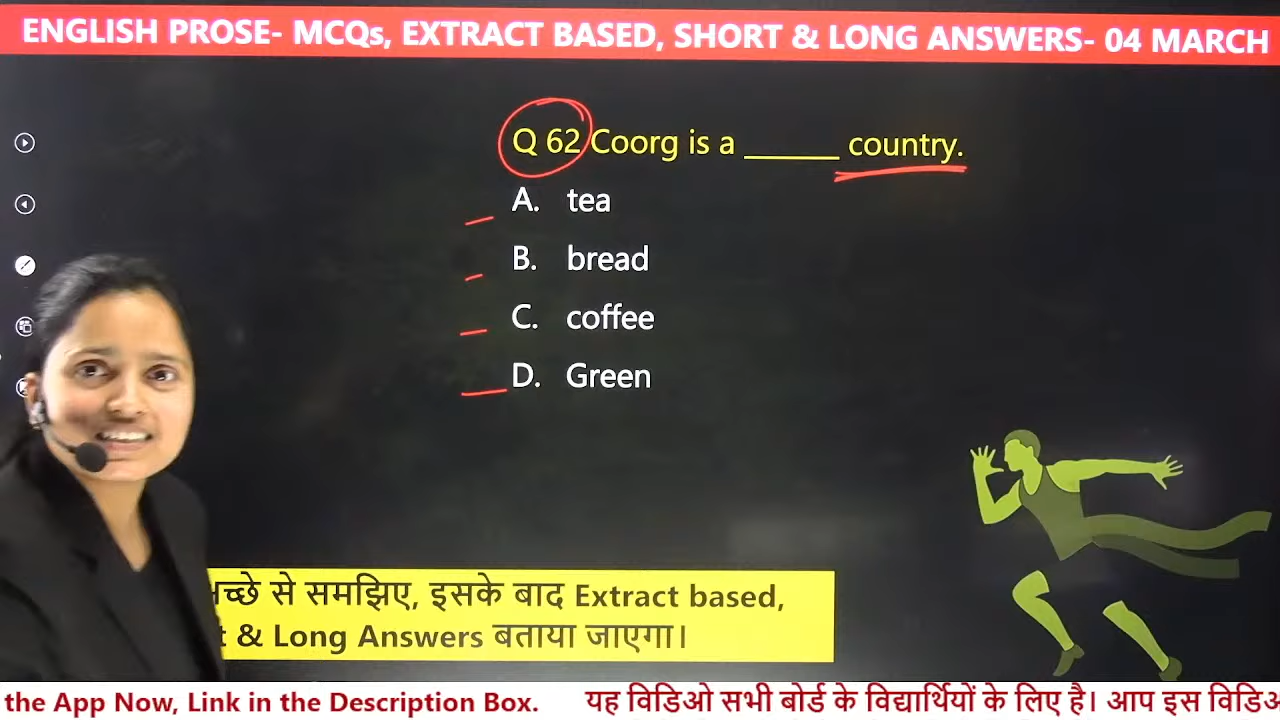 ENGLISH PROSE- MCQs, EXTRACT BASED, SHORT & LONG ANSWERS- 04 MARCH
Q 62 Coorg is a ______ country.
A. tea
B. bread
C. coffee
D. Green
से समझिए, इसके बाद Extract based,
& Long Answers बताया जाएगा।
the App Now, Link in the Description Box. यह विडिओ सभी बोर्ड के विद्यार्थियों के लिए है। आप इस